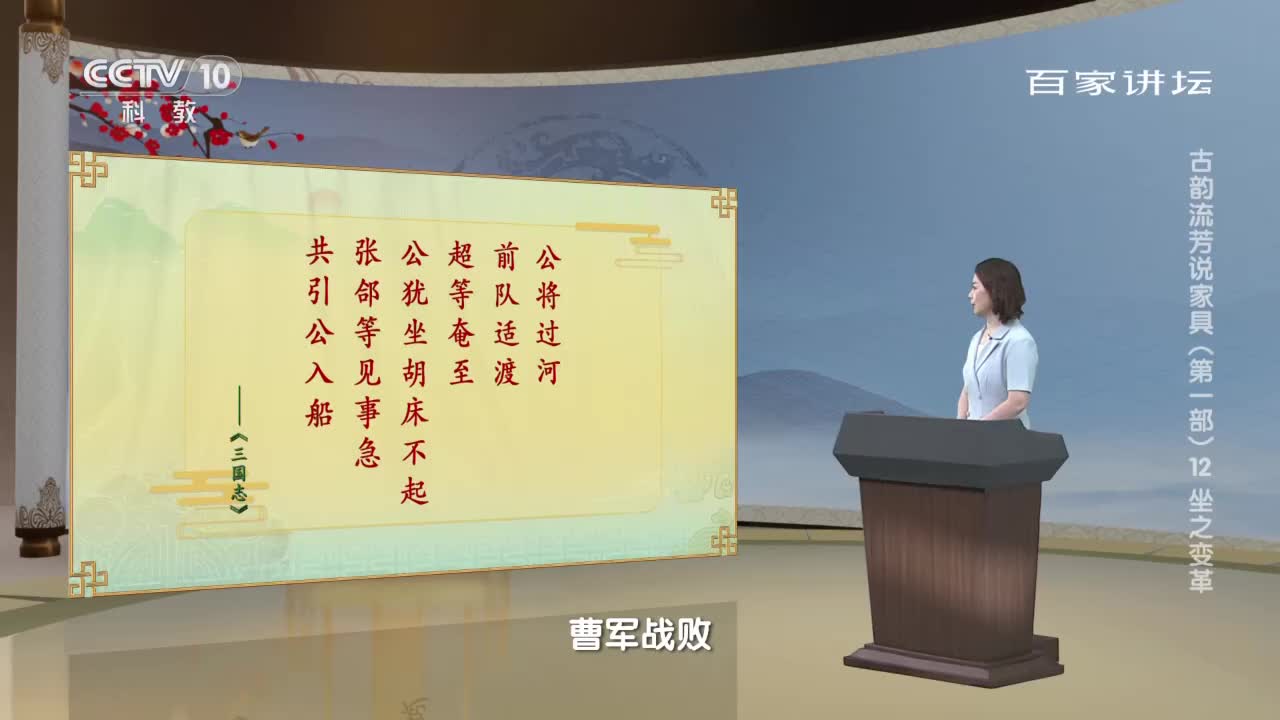 CCTV 10
科 教
百家讲坛
古韵流芳说家具（第一部）12 坐之变革
公将过河
前队适渡
超等奄至
公犹坐胡床不起
张郃等见事急
共引公入船
——《三国志》
曹军战败